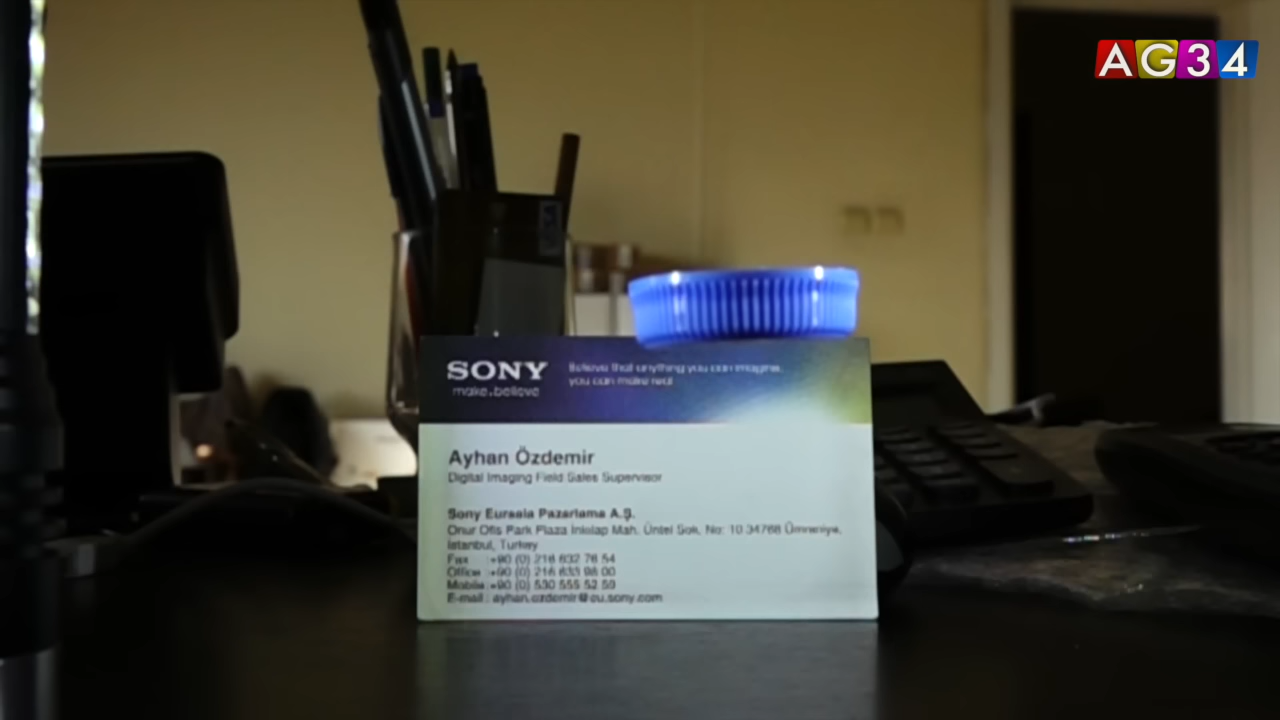 AG34
SONY
make.believe
Believe that anything you can imagine,
you can make real
Ayhan Özdemir
Digital Imaging Field Sales Supervisor
Sony Eurasia Pazarlama A.Ş.
Onur Ofis Park Plaza İnkılap Mah. Üntel Sok. No: 10 34768 Ümraniye,
İstanbul, Turkey
Fax : +90 (0) 216 632 76 54
Office : +90 (0) 216 633 98 00
Mobile : +90 (0) 530 555 52 59
E-mail : ayhan.ozdemir@eu.sony.com